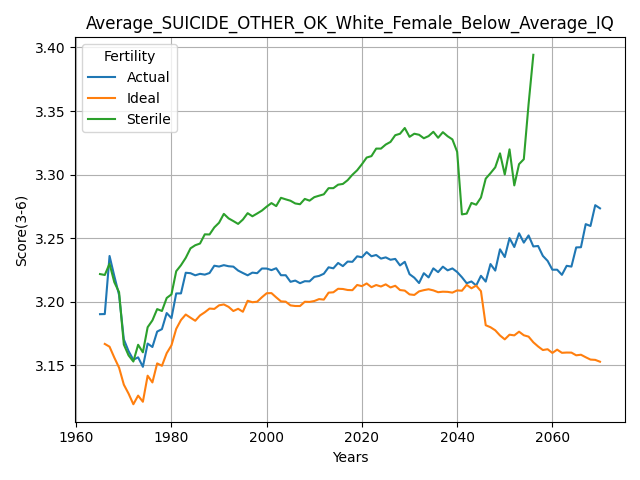 Average_SUICIDE_OTHER_OK_White_Female_Below_Average_IQ
Fertility
Actual
Ideal
Sterile
3.40
3.35
3.30
3.25
3.20
3.15
Score(3-6)
1960 1980 2000 2020 2040 2060
Years